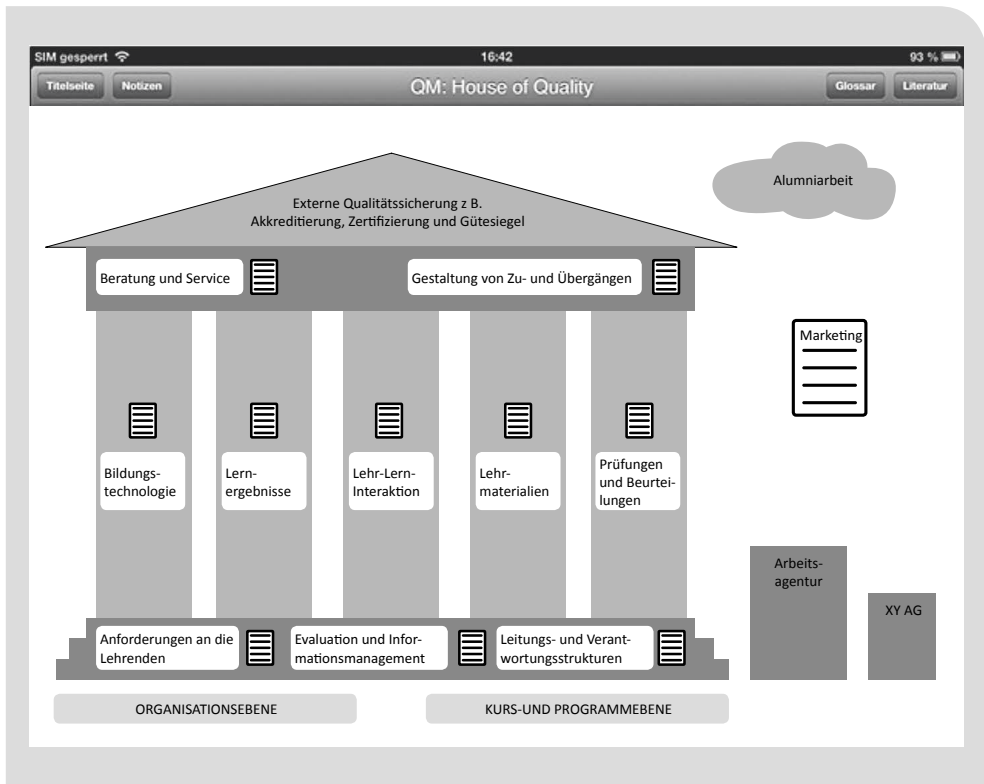 SIM gesperrt
16:42
93 %
Titelseite
Notizen
QM: House of Quality
Glossar
Literatur
Alumniarbeit
Externe Qualitätssicherung z B.
Akkreditierung, Zertifizierung und Gütesiegel
Beratung und Service
Gestaltung von Zu- und Übergängen
Marketing
Bildungs-
technologie
Lern-
ergebnisse
Lehr-Lern-
Interaktion
Lehr-
materialien
Prüfungen
und Beurtei-
lungen
Arbeits-
agentur
XY AG
Anforderungen an die
Lehrenden
Evaluation und Infor-
mationsmanagement
Leitungs- und Verant-
wortungsstrukturen
ORGANISATIONSEBENE
KURS-UND PROGRAMMEBENE